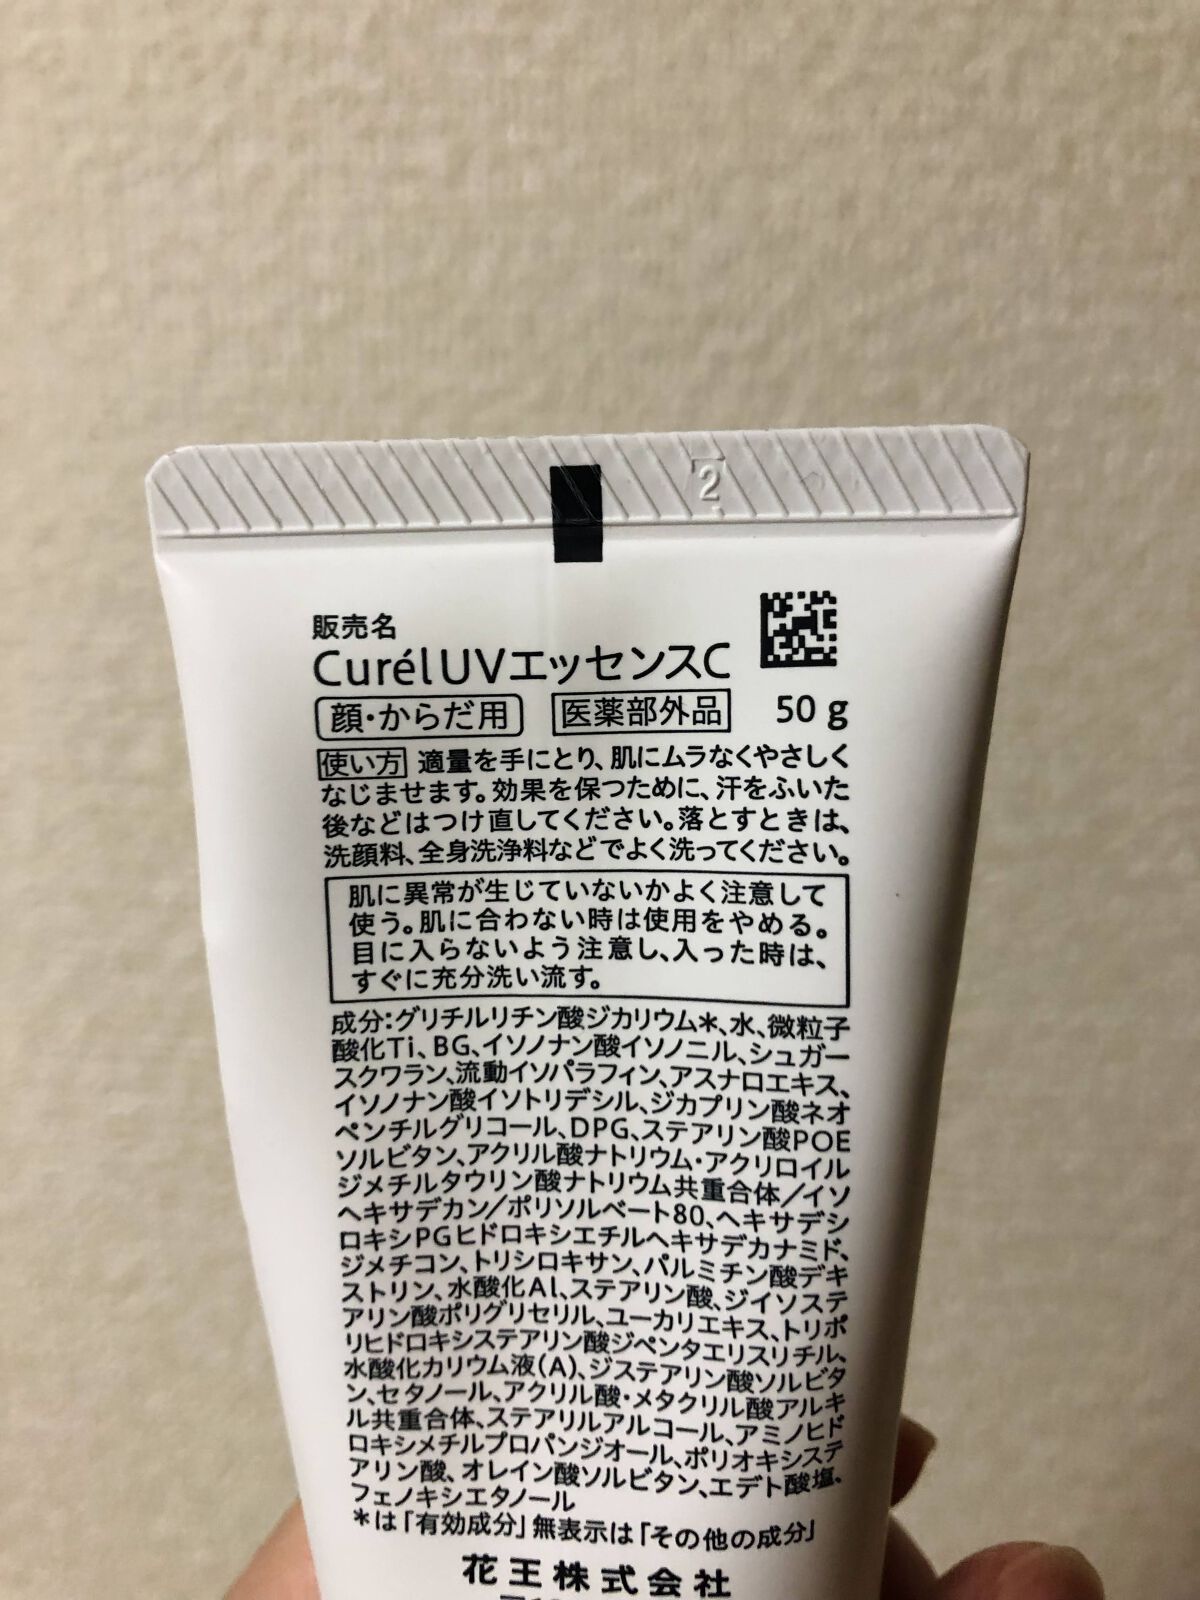 2
販売名
CurélUVエッセンスC
顔・からだ用 医薬部外品 50g
使い方 適量を手にとり、肌にムラなくやさしく
なじませます。効果を保つために、汗をふいた
後などはつけ直してください。落とすときは、
洗顔料、全身洗浄料などでよく洗ってください。
肌に異常が生じていないかよく注意して
使う。肌に合わない時は使用をやめる。
目に入らないよう注意し、入った時は、
すぐに充分洗い流す。
成分：グリチルリチン酸ジカリウム＊、水、微粒子
酸化Ti、BG、イソノナン酸イソノニル、シュガー
スクワラン、流動イソパラフィン、アスナロエキス、
イソノナン酸イソトリデシル、ジカプリン酸ネオ
ペンチルグリコール、DPG、ステアリン酸POE
ソルビタン、アクリル酸ナトリウム・アクリロイル
ジメチルタウリン酸ナトリウム共重合体／イソ
ヘキサデカン／ポリソルベート80、ヘキサデシ
ロキシPGヒドロキシエチルヘキサデカナミド、
ジメチコン、トリシロキサン、パルミチン酸デキ
ストリン、水酸化Al、ステアリン酸、ジイソステ
アリン酸ポリグリセリル、ユーカリエキス、トリポ
リヒドロキシステアリン酸ジペンタエリスリチル、
水酸化カリウム液(A)、ジステアリン酸ソルビタ
ン、セタノール、アクリル酸・メタクリル酸アルキ
ル共重合体、ステアリルアルコール、アミノヒド
ロキシメチルプロパンジオール、ポリオキシステ
アリン酸、オレイン酸ソルビタン、エデト酸塩、
フェノキシエタノール
＊は「有効成分」無表示は「その他の成分」
花王株式会社